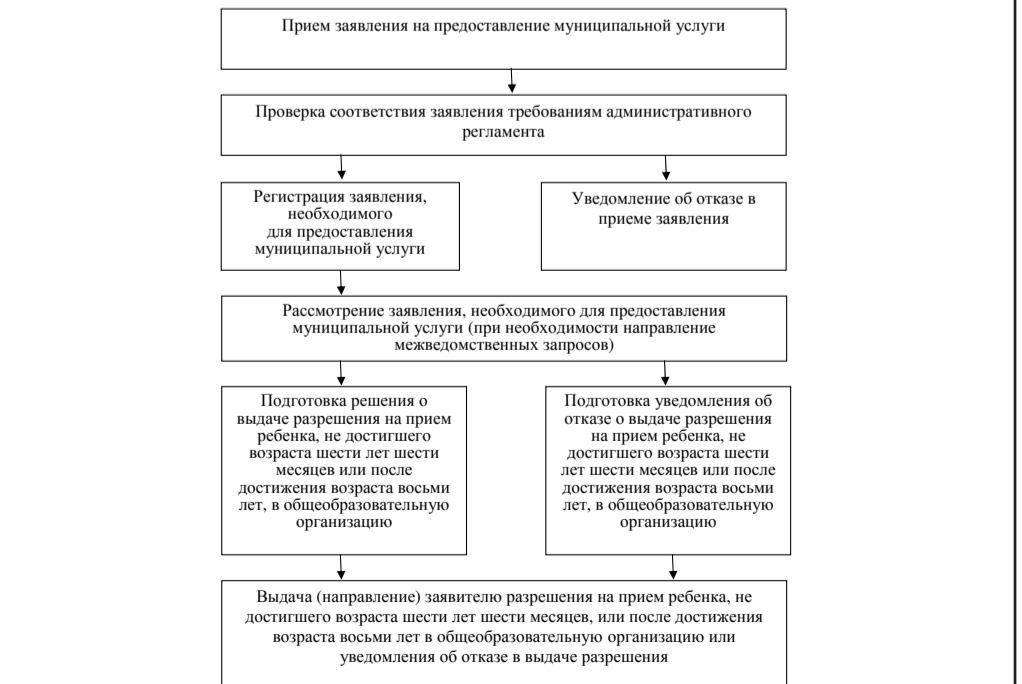 Прием заявления на предоставление муниципальной услуги
Проверка соответствия заявления требованиям административного
регламента
Регистрация заявления,
необходимого
для предоставления
муниципальной услуги
Уведомление об отказе в
приеме заявления
Рассмотрение заявления, необходимого для предоставления
муниципальной услуги (при необходимости направление
межведомственных запросов)
Подготовка решения о
выдаче разрешения на прием
ребенка, не достигшего
возраста шести лет шести
месяцев или после
достижения возраста восьми
лет, в общеобразовательную
организацию
Подготовка уведомления об
отказе о выдаче разрешения
на прием ребенка, не
достигшего возраста шести
лет шести месяцев или после
достижения возраста восьми
лет, в общеобразовательную
организацию
Выдача (направление) заявителю разрешения на прием ребенка, не
достигшего возраста шести лет шести месяцев, или после достижения
возраста восьми лет в общеобразовательную организацию или
уведомления об отказе в выдаче разрешения